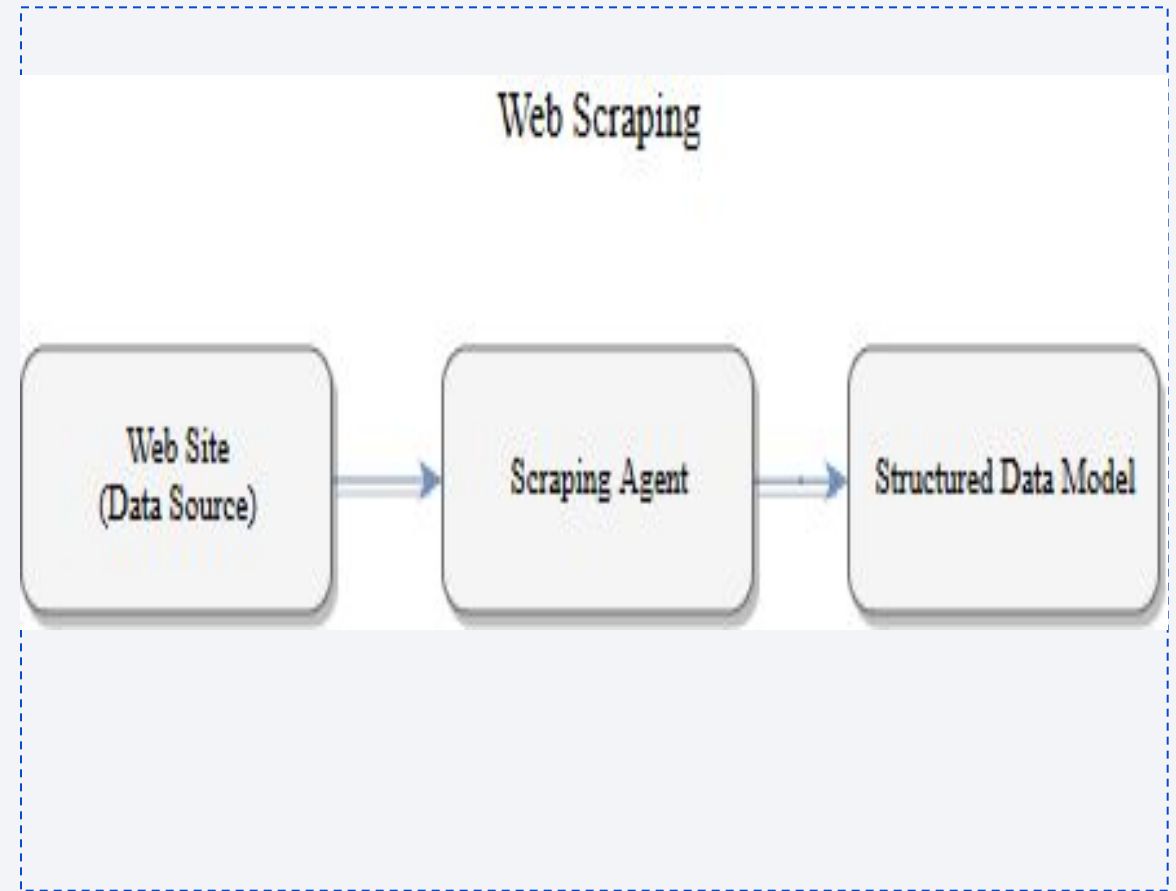 Web Scraping
Web Site
(Data Source)
Scraping Agent
Structured Data Model